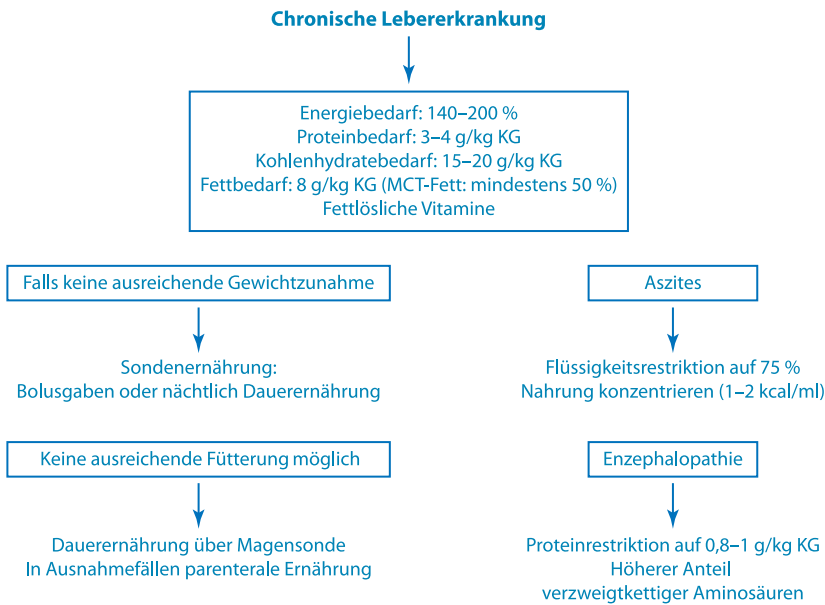 Chronische Lebererkrankung
Energiebedarf: 140–200 %
Proteinbedarf: 3–4 g/kg KG
Kohlenhydratebedarf: 15–20 g/kg KG
Fettbedarf: 8 g/kg KG (MCT-Fett: mindestens 50 %)
Fettlösliche Vitamine
Falls keine ausreichende Gewichtzunahme
Sondenernährung:
Bolusgaben oder nächtlich Dauerernährung
Aszites
Flüssigkeitsrestriktion auf 75 %
Nahrung konzentrieren (1–2 kcal/ml)
Keine ausreichende Fütterung möglich
Dauerernährung über Magensonde
In Ausnahmefällen parenterale Ernährung
Enzephalopathie
Proteinrestriktion auf 0,8–1 g/kg KG
Höherer Anteil
verzweigtkettiger Aminosäuren